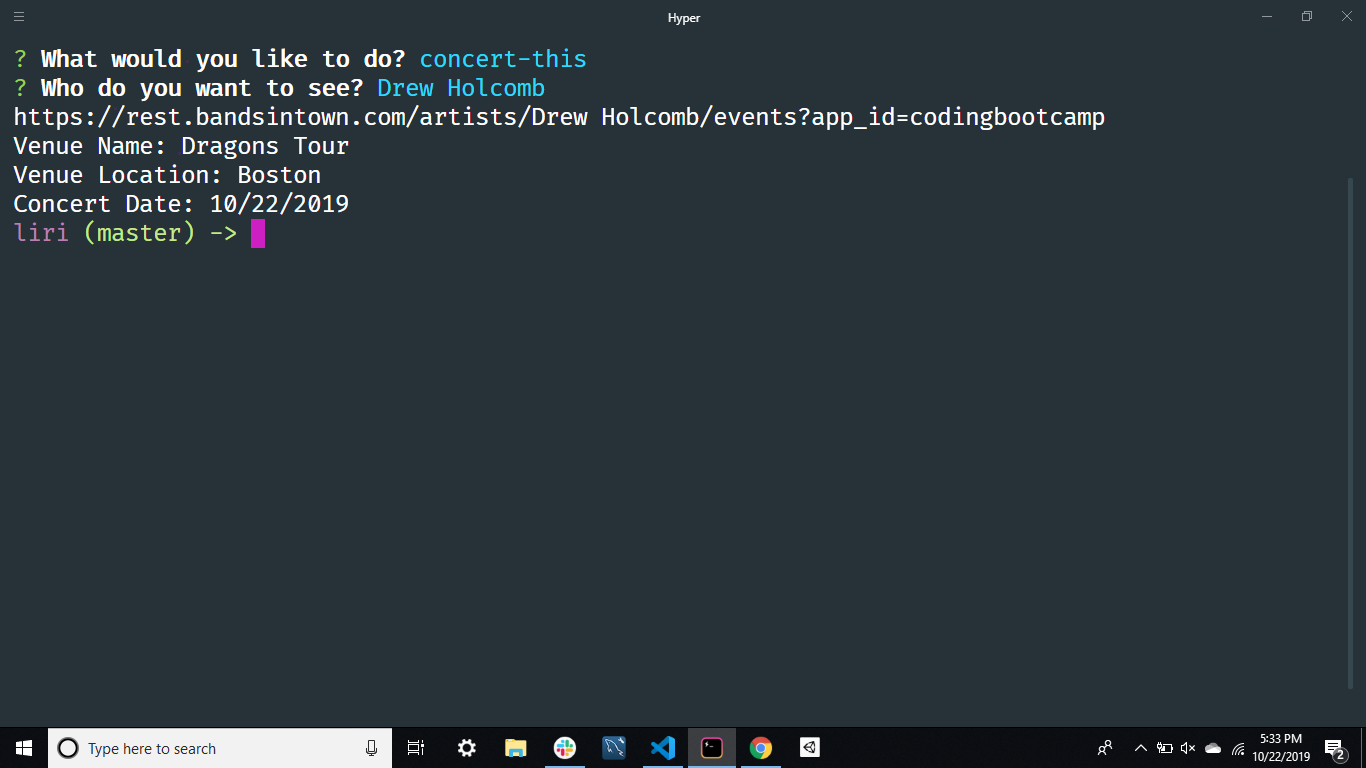 Hyper
? What would you like to do? concert-this
? Who do you want to see? Drew Holcomb
https://rest.bandsintown.com/artists/Drew Holcomb/events?app_id=codingbootcamp
Venue Name: Dragons Tour
Venue Location: Boston
Concert Date: 10/22/2019
liri (master) ->
Type here to search
5:33 PM
10/22/2019
2